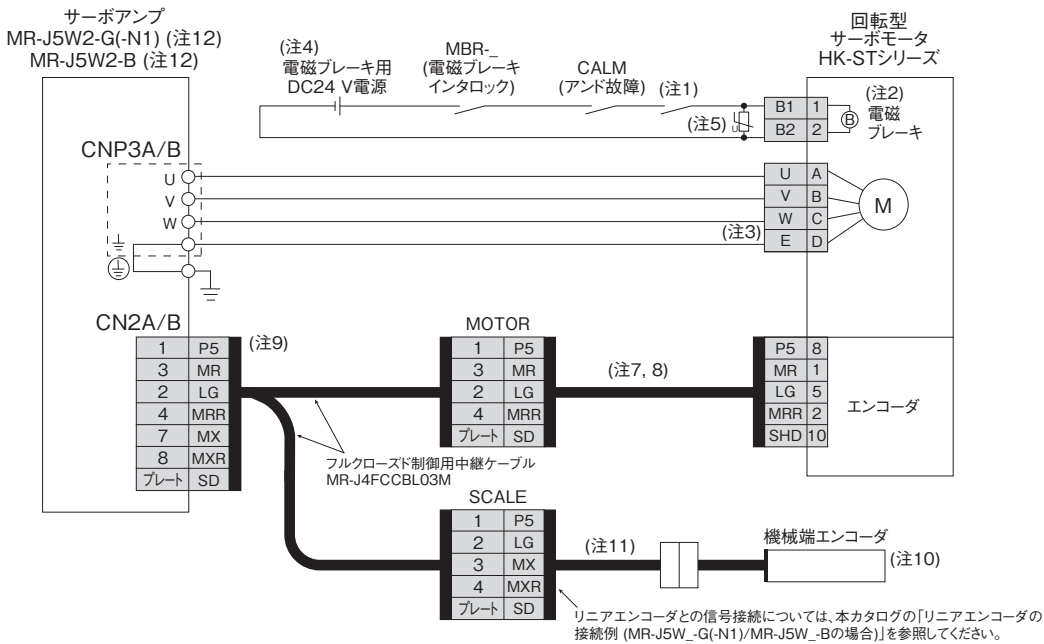 サーボアンプ
MR-J5W2-G(-N1) (注12)
MR-J5W2-B (注12)
回転型
サーボモータ
HK-STシリーズ
(注4)
電磁ブレーキ用
DC24 V電源
MBR-_
(電磁ブレーキ
インタロック)
CALM
(アンド故障)
(注1)
(注5)
U
B1 1
B2 2
B
(注2)
電磁
ブレーキ
CNP3A/B
U
V
W
U A
V B
W C
E D
(注3)
M
CN2A/B
1 P5
3 MR
2 LG
4 MRR
7 MX
8 MXR
プレート SD
(注9)
MOTOR
1 P5
3 MR
2 LG
4 MRR
プレート SD
(注7, 8)
P5 8
MR 1
LG 5
MRR 2
SHD 10
エンコーダ
フルクローズド制御用中継ケーブル
MR-J4FCCBL03M
SCALE
1 P5
2 LG
3 MX
4 MXR
プレート SD
(注11)
機械端エンコーダ
(注10)
リニアエンコーダとの信号接続については、本カタログの「リニアエンコーダの
接続例 (MR-J5W_-G(-N1)/MR-J5W_-Bの場合)」を参照してください。